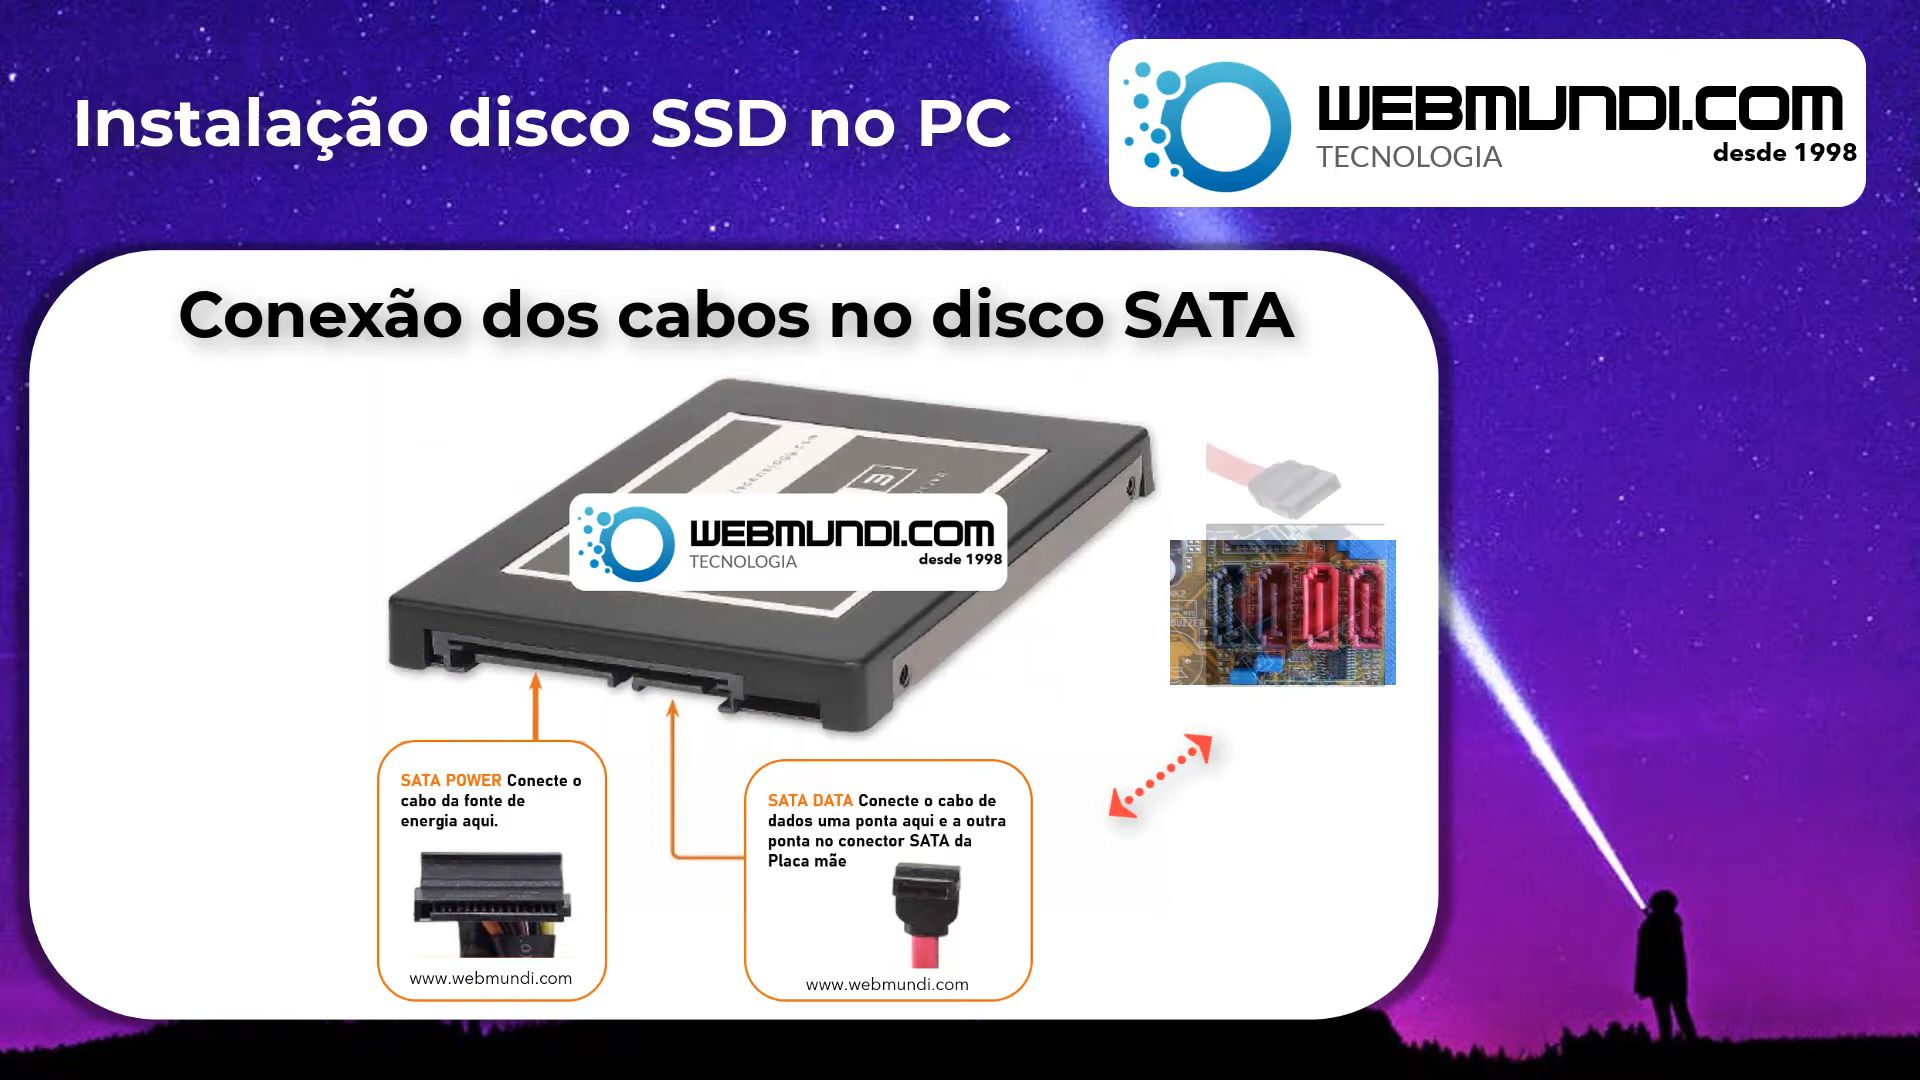 Instalação disco SSD no PC
WEBMUNDI.COM
TECNOLOGIA
desde 1998
Conexão dos cabos no disco SATA
WEBMUNDI.COM
TECNOLOGIA
desde 1998
BUZZER
SATA POWER Conecte o
cabo da fonte de
energia aqui.
www.webmundi.com
SATA DATA Conecte o cabo de
dados uma ponta aqui e a outra
ponta no conector SATA da
Placa mãe
www.webmundi.com